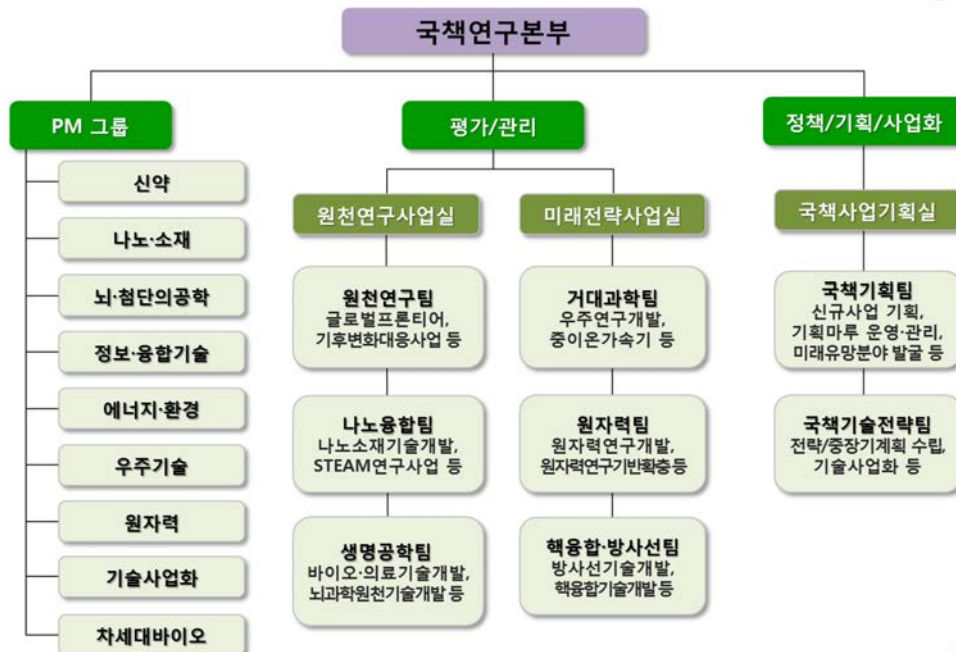 국책연구본부
PM 그룹
신약
나노·소재
뇌·첨단의공학
정보·융합기술
에너지·환경
우주기술
원자력
기술사업화
차세대바이오
평가/관리
원천연구사업실
원천연구팀
글로벌프론티어,
기후변화대응사업 등
나노융합팀
나노소재기술개발,
STEAM연구사업 등
생명공학팀
바이오·의료기술개발,
뇌과학원천기술개발 등
미래전략사업실
거대과학팀
우주연구개발,
중이온가속기 등
원자력팀
원자력연구개발,
원자력연구기반확충 등
핵융합·방사선팀
방사선기술개발,
핵융합기술개발 등
정책/기획/사업화
국책사업기획실
국책기획팀
신규사업 기획,
기획마루 운영·관리,
미래유망분야 발굴 등
국책기술전략팀
전략/중장기계획 수립,
기술사업화 등